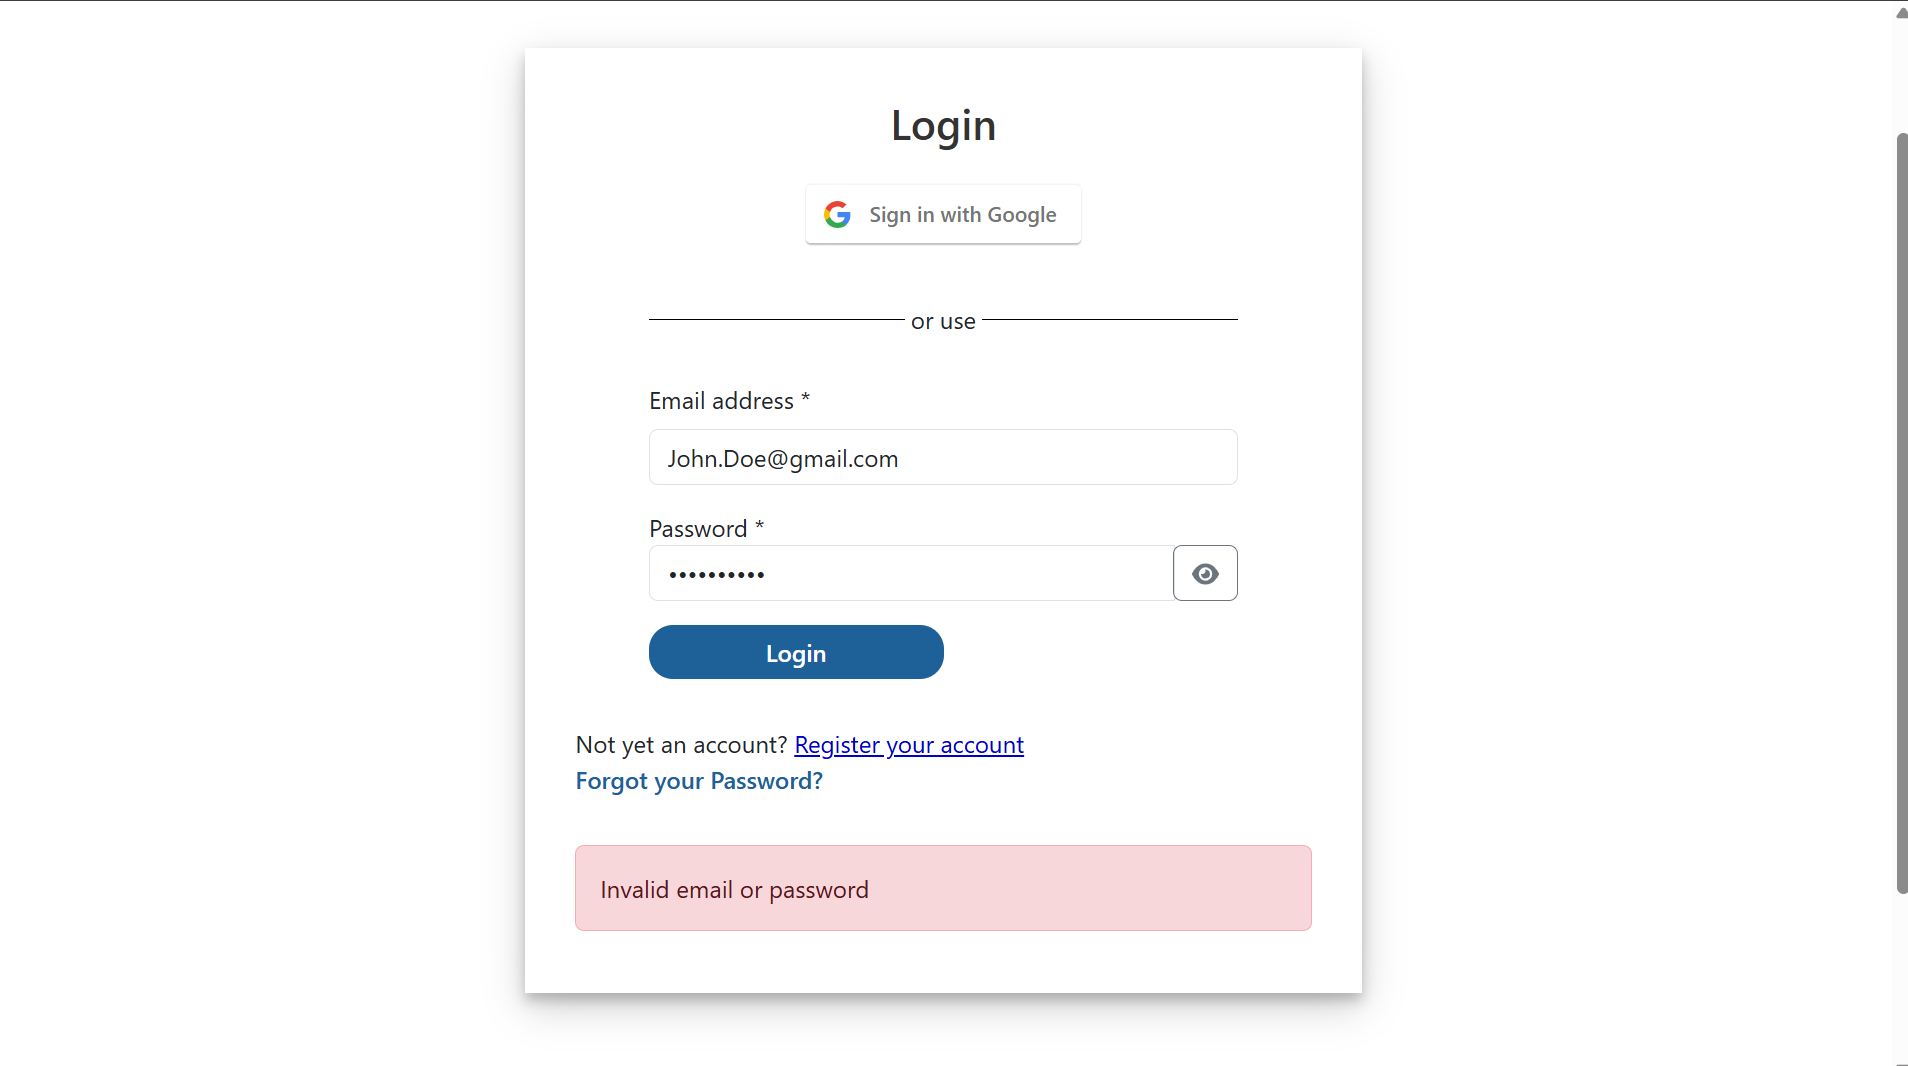 Login
Sign in with Google
or use
Email address *
John.Doe@gmail.com
Password *
••••••••••
Login
Not yet an account? Register your account
Forgot your Password?
Invalid email or password